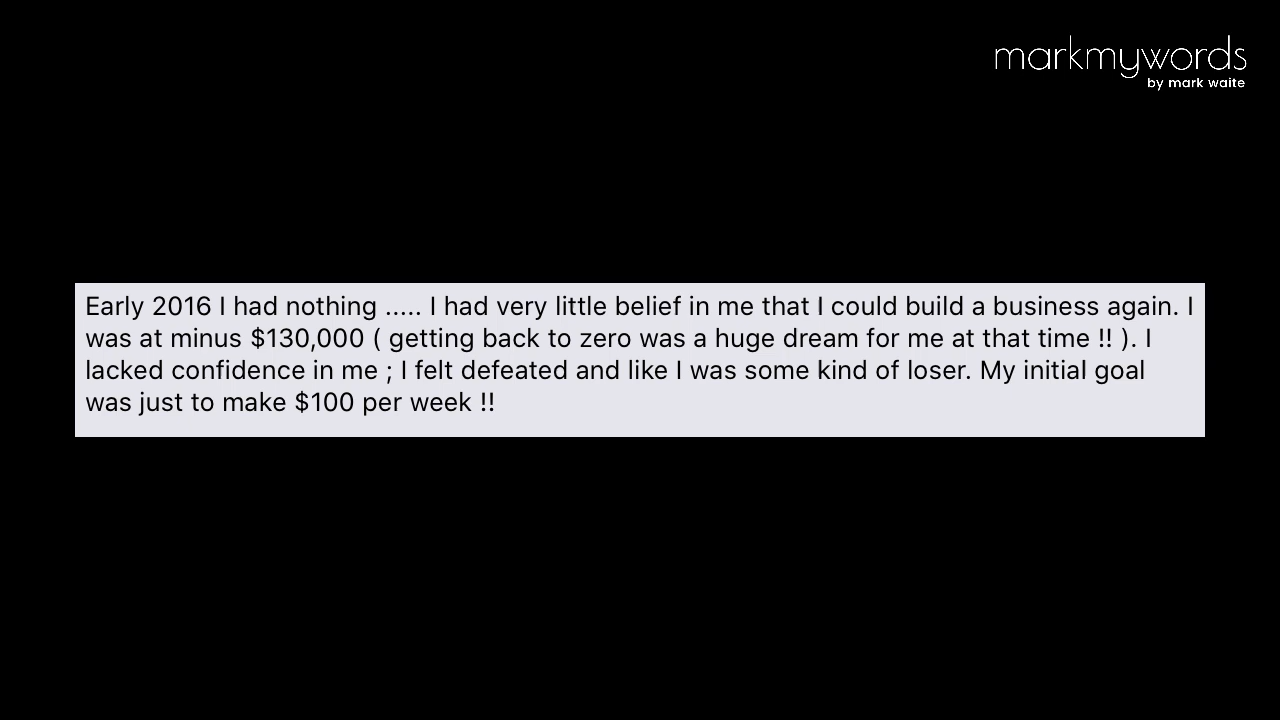 markmywords
by mark waite
Early 2016 I had nothing ..... I had very little belief in me that I could build a business again. I
was at minus $130,000 ( getting back to zero was a huge dream for me at that time !! ). I
lacked confidence in me ; I felt defeated and like I was some kind of loser. My initial goal
was just to make $100 per week !!